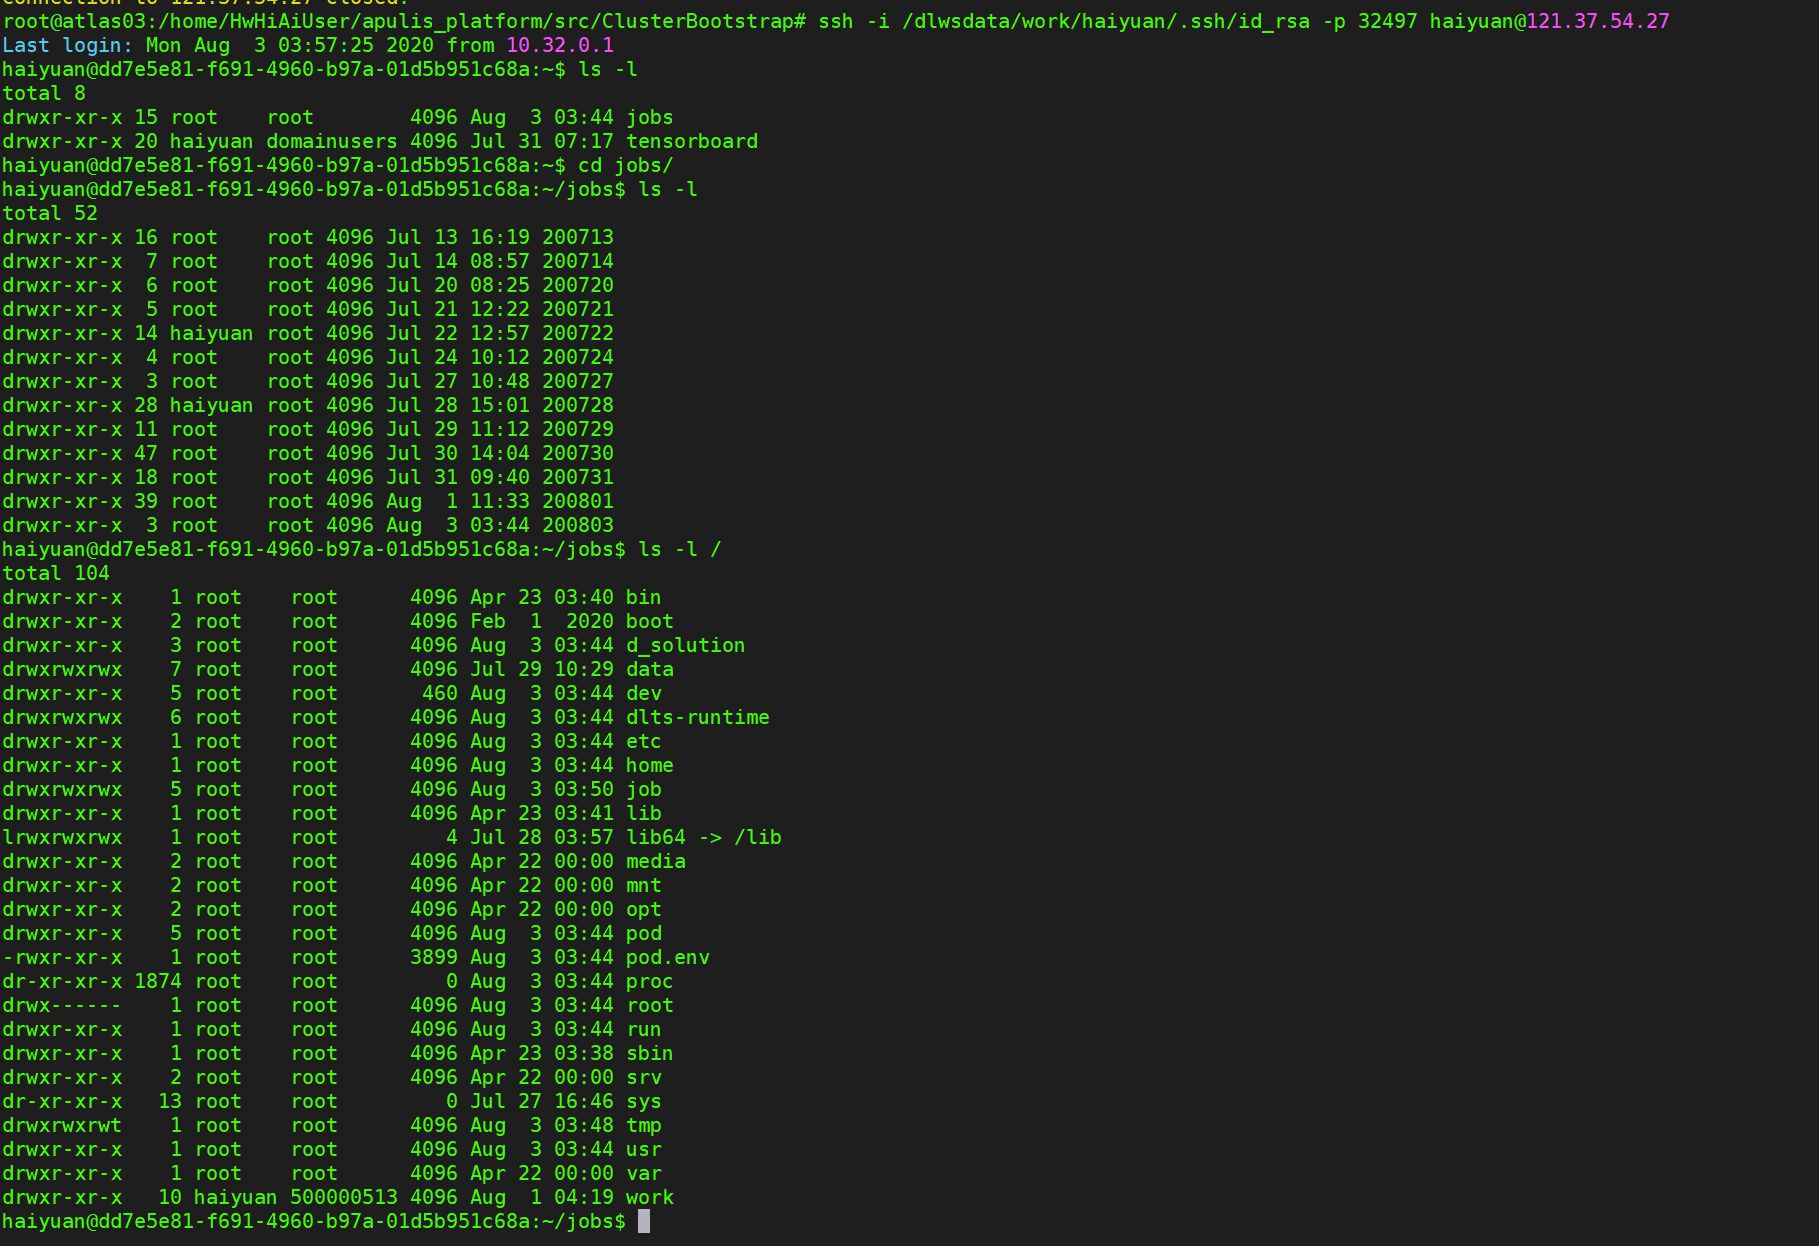 connection to 121.37.54.27 closed.
root@atlas03:/home/HwHiAiUser/apulis_platform/src/ClusterBootstrap# ssh -i /dlwsdata/work/haiyuan/.ssh/id_rsa -p 32497 haiyuan@121.37.54.27
Last login: Mon Aug  3 03:57:25 2020 from 10.32.0.1
haiyuan@dd7e5e81-f691-4960-b97a-01d5b951c68a:~$ ls -l
total 8
drwxr-xr-x 15 root    root        4096 Aug  3 03:44 jobs
drwxr-xr-x 20 haiyuan domainusers 4096 Jul 31 07:17 tensorboard
haiyuan@dd7e5e81-f691-4960-b97a-01d5b951c68a:~$ cd jobs/
haiyuan@dd7e5e81-f691-4960-b97a-01d5b951c68a:~/jobs$ ls -l
total 52
drwxr-xr-x 16 root    root 4096 Jul 13 16:19 200713
drwxr-xr-x  7 root    root 4096 Jul 14 08:57 200714
drwxr-xr-x  6 root    root 4096 Jul 20 08:25 200720
drwxr-xr-x  5 root    root 4096 Jul 21 12:22 200721
drwxr-xr-x 14 haiyuan root 4096 Jul 22 12:57 200722
drwxr-xr-x  4 root    root 4096 Jul 24 10:12 200724
drwxr-xr-x  3 root    root 4096 Jul 27 10:48 200727
drwxr-xr-x 28 haiyuan root 4096 Jul 28 15:01 200728
drwxr-xr-x 11 root    root 4096 Jul 29 11:12 200729
drwxr-xr-x 47 root    root 4096 Jul 30 14:04 200730
drwxr-xr-x 18 root    root 4096 Jul 31 09:40 200731
drwxr-xr-x 39 root    root 4096 Aug  1 11:33 200801
drwxr-xr-x  3 root    root 4096 Aug  3 03:44 200803
haiyuan@dd7e5e81-f691-4960-b97a-01d5b951c68a:~/jobs$ ls -l /
total 104
drwxr-xr-x    1 root    root      4096 Apr 23 03:40 bin
drwxr-xr-x    2 root    root      4096 Feb  1  2020 boot
drwxr-xr-x    3 root    root      4096 Aug  3 03:44 d_solution
drwxrwxrwx    7 root    root      4096 Jul 29 10:29 data
drwxr-xr-x    5 root    root       460 Aug  3 03:44 dev
drwxrwxrwx    6 root    root      4096 Aug  3 03:44 dlts-runtime
drwxr-xr-x    1 root    root      4096 Aug  3 03:44 etc
drwxr-xr-x    1 root    root      4096 Aug  3 03:44 home
drwxrwxrwx    5 root    root      4096 Aug  3 03:50 job
drwxr-xr-x    1 root    root      4096 Apr 23 03:41 lib
lrwxrwxrwx    1 root    root         4 Jul 28 03:57 lib64 -> /lib
drwxr-xr-x    2 root    root      4096 Apr 22 00:00 media
drwxr-xr-x    2 root    root      4096 Apr 22 00:00 mnt
drwxr-xr-x    2 root    root      4096 Apr 22 00:00 opt
drwxr-xr-x    5 root    root      4096 Aug  3 03:44 pod
-rwxr-xr-x    1 root    root      3899 Aug  3 03:44 pod.env
dr-xr-xr-x 1874 root    root         0 Aug  3 03:44 proc
drwx------    1 root    root      4096 Aug  3 03:44 root
drwxr-xr-x    1 root    root      4096 Aug  3 03:44 run
drwxr-xr-x    1 root    root      4096 Apr 23 03:38 sbin
drwxr-xr-x    2 root    root      4096 Apr 22 00:00 srv
dr-xr-xr-x   13 root    root         0 Jul 27 16:46 sys
drwxrwxrwt    1 root    root      4096 Aug  3 03:48 tmp
drwxr-xr-x    1 root    root      4096 Aug  3 03:44 usr
drwxr-xr-x    1 root    root      4096 Apr 22 00:00 var
drwxr-xr-x   10 haiyuan 500000513 4096 Aug  1 04:19 work
haiyuan@dd7e5e81-f691-4960-b97a-01d5b951c68a:~/jobs$